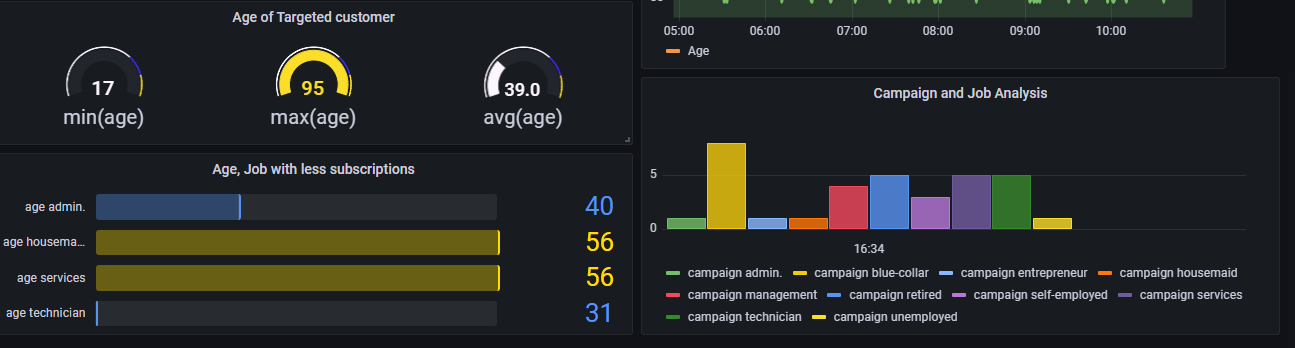 Age of Targeted customer
17 95 39.0
min(age) max(age) avg(age)
Age, Job with less subscriptions
age admin. 40
age housema... 56
age services 56
age technician 31
05:00 06:00 07:00 08:00 09:00 10:00
Age
Campaign and Job Analysis
5
0
16:34
campaign admin. campaign blue-collar campaign entrepreneur campaign housemaid
campaign management campaign retired campaign self-employed campaign services
campaign technician campaign unemployed